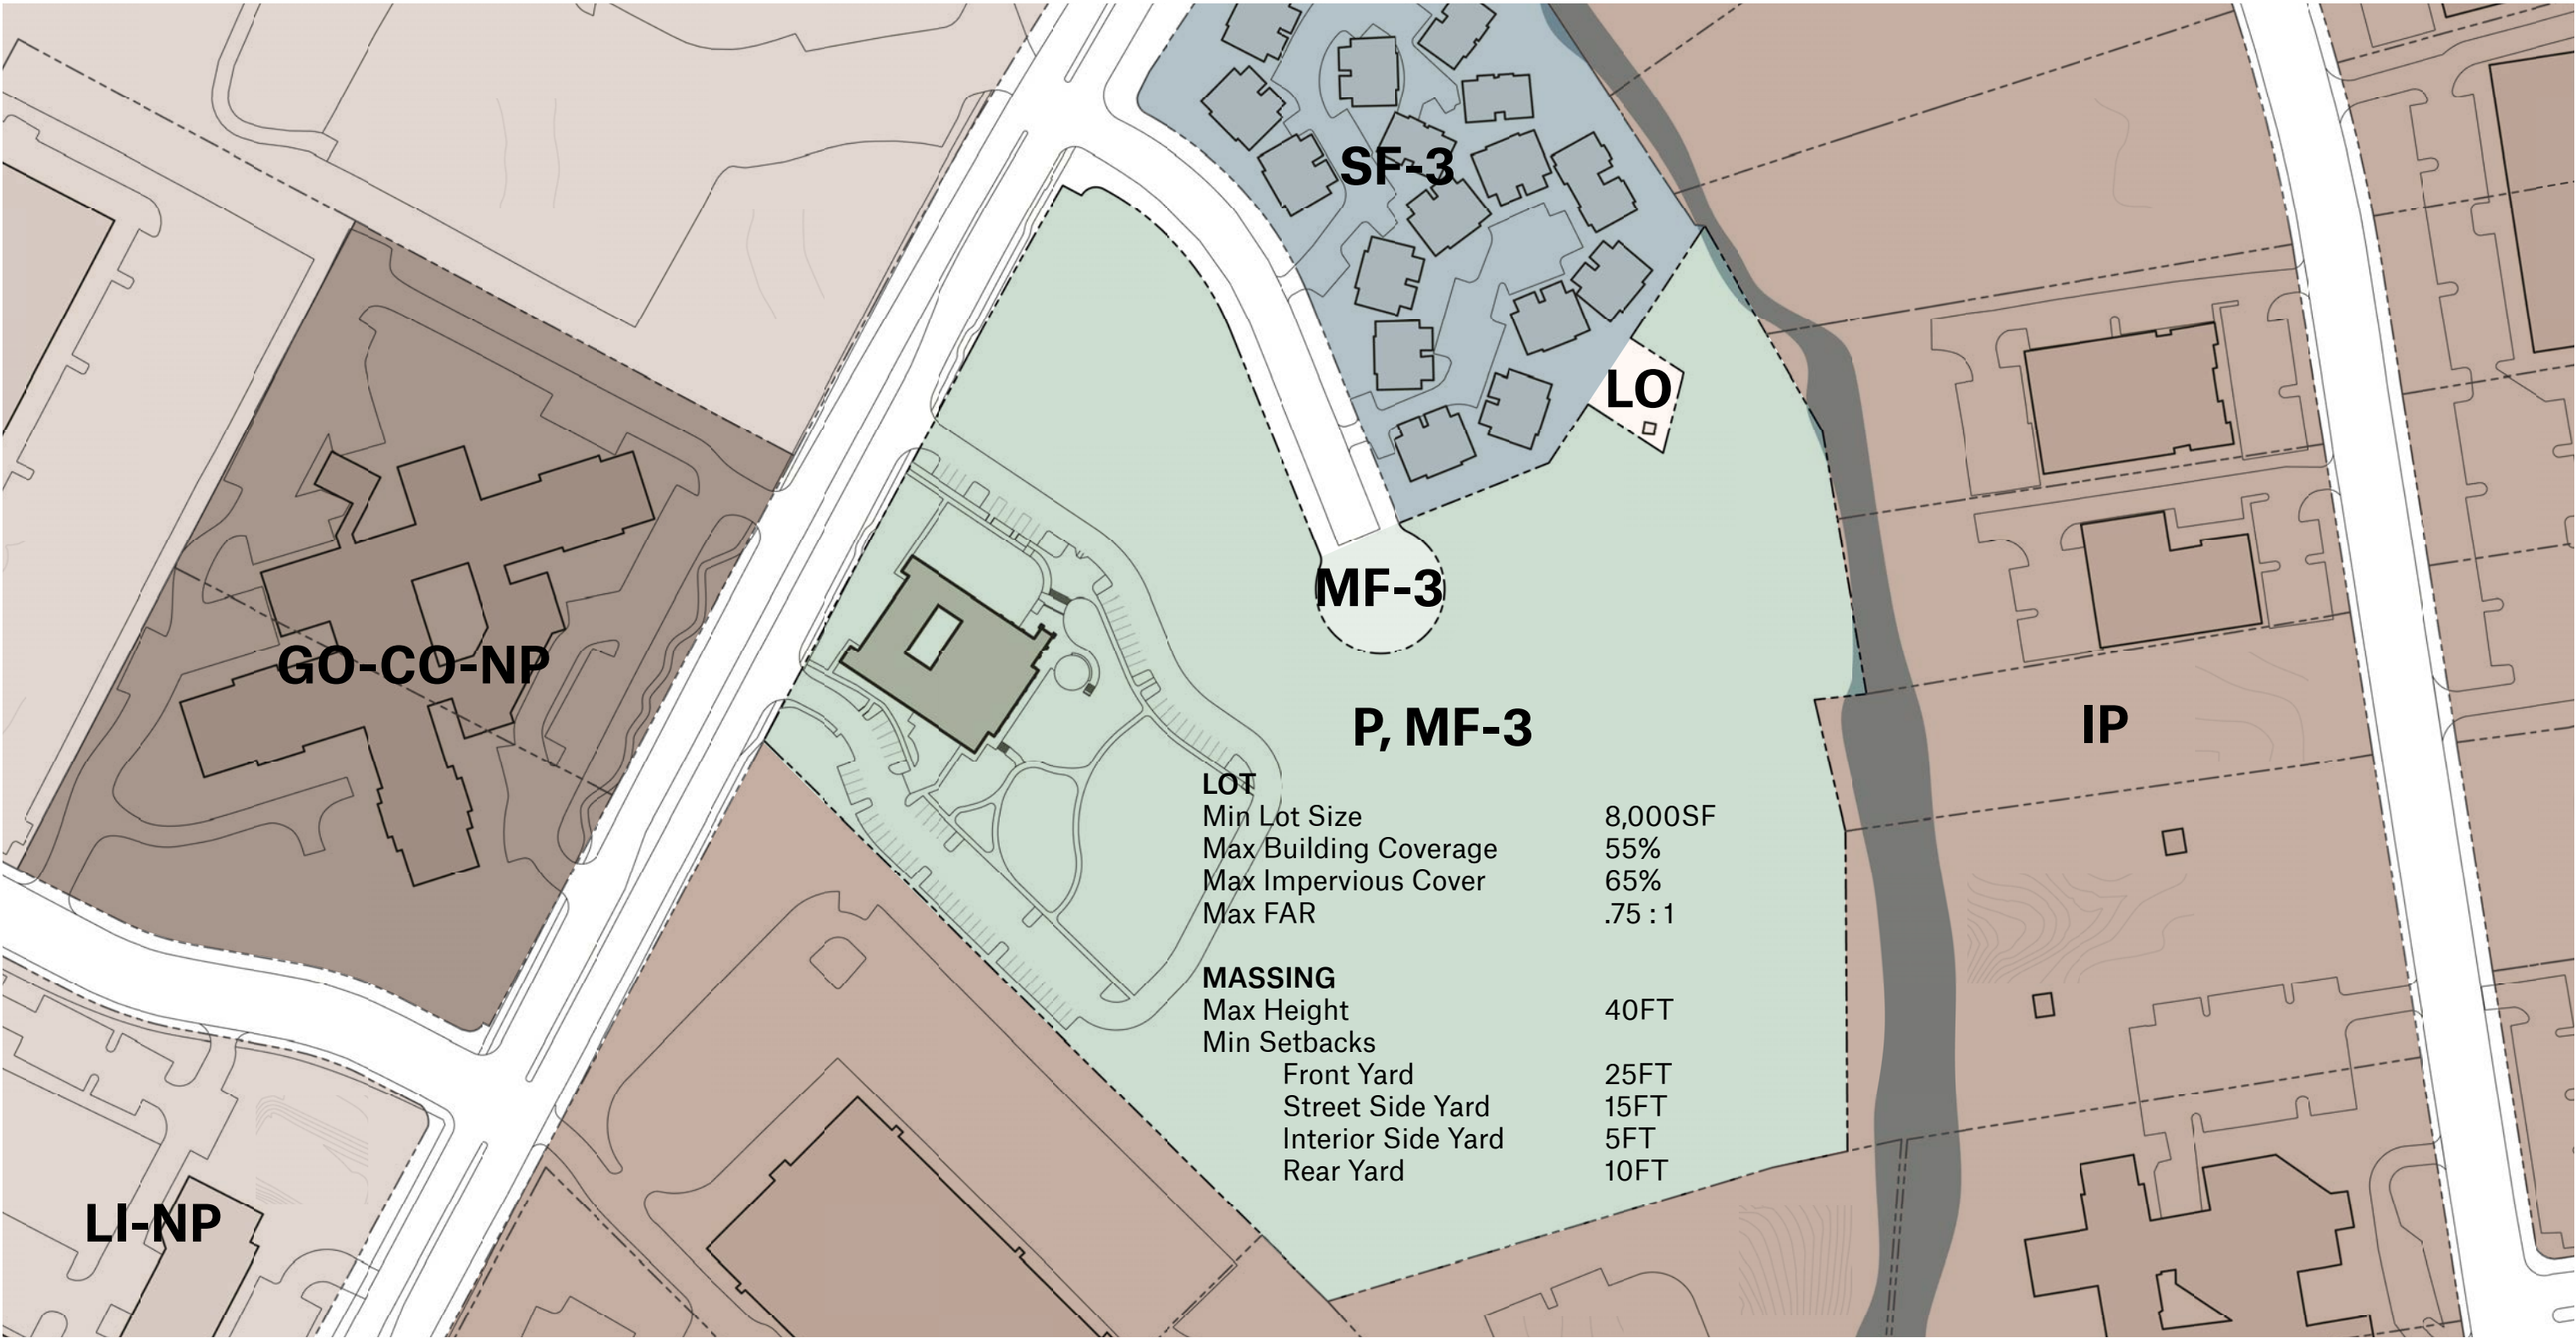 SF-3
LO
MF-3
GO-CO-NP
P, MF-3
IP
LOT
Min Lot Size 8,000SF
Max Building Coverage 55%
Max Impervious Cover 65%
Max FAR .75 : 1
MASSING
Max Height 40FT
Min Setbacks
Front Yard 25FT
Street Side Yard 15FT
Interior Side Yard 5FT
Rear Yard 10FT
LI-NP